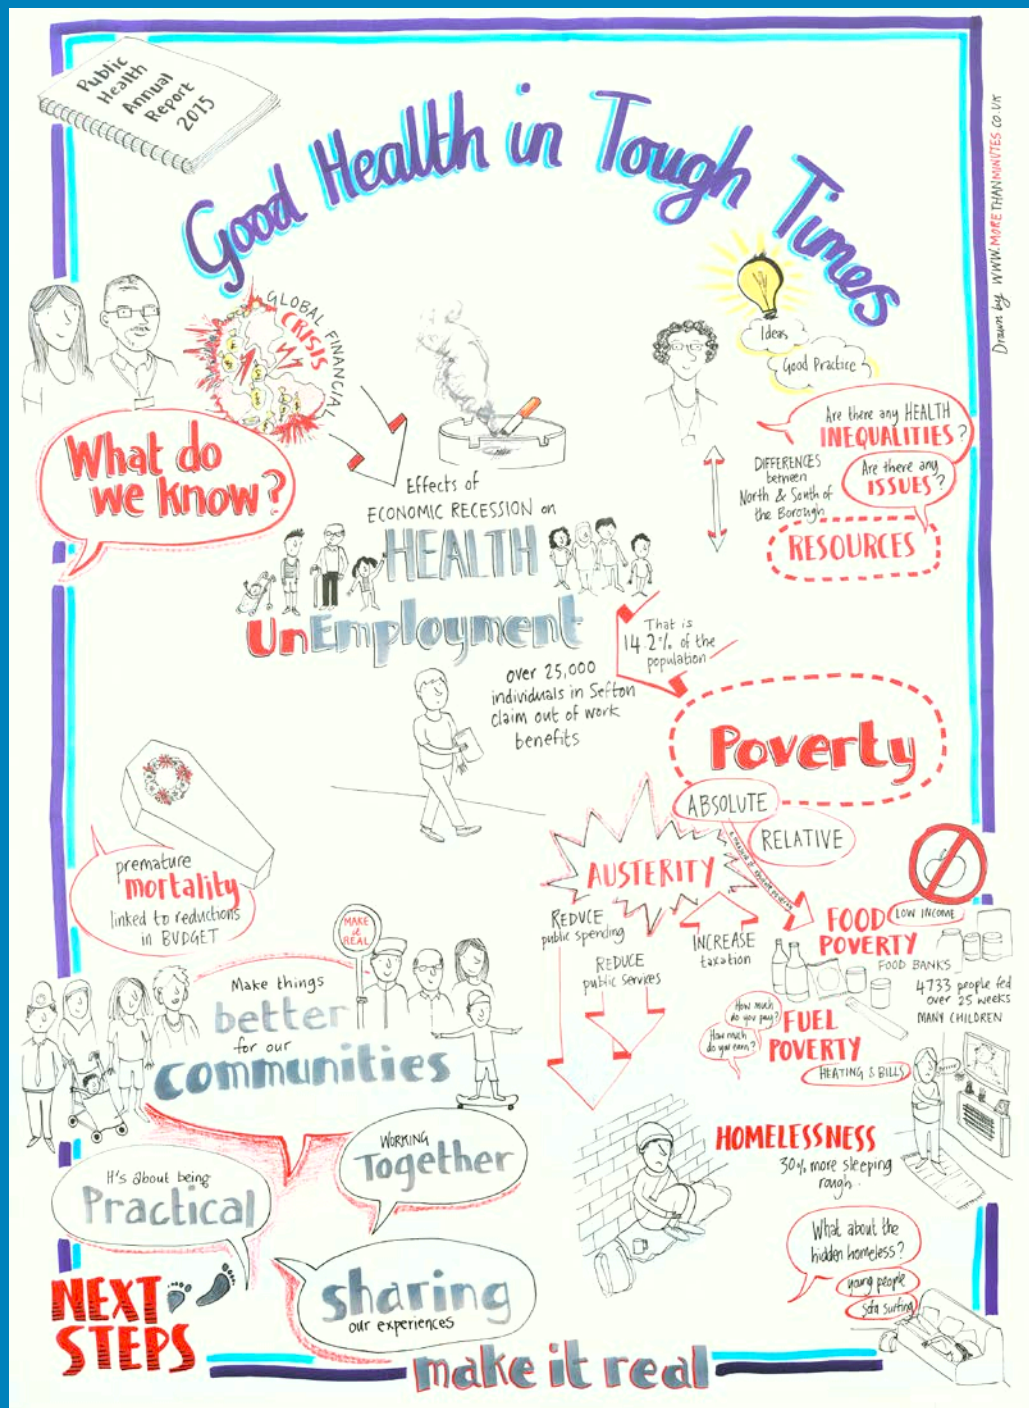 Public
Health
Annual
Report
2015
Good Health in Tough Times
Drawn by WWW.MORETHANMINUTES.CO.UK
GLOBAL FINANCIAL
CRISIS
Ideas
Good Practice
What do
we know?
Are there any HEALTH
INEQUALITIES?
Are there any
ISSUES?
DIFFERENCES
between
North & South of
the Borough
RESOURCES
Effects of
ECONOMIC RECESSION on
HEALTH
UnEmployment
over 25,000
individuals in Sefton
claim out of work
benefits
That is
14.2% of the
population
Poverty
ABSOLUTE
RELATIVE
AUSTERITY
REDUCE
public spending
REDUCE
public services
INCREASE
taxation
FOOD
POVERTY
LOW INCOME
FOOD BANKS
4733 people fed
over 25 weeks
MANY CHILDREN
How much
do you pay?
How much
do you earn?
FUEL
POVERTY
HEATING & BILLS
HOMELESSNESS
30% more sleeping
rough.
What about the
hidden homeless?
young people
sofa surfing
premature
mortality
linked to reductions
in BUDGET
MAKE
it
REAL
Make things
better
for our
communities
WORKING
Together
It's about being
Practical
sharing
our experiences
NEXT
STEPS
make it real